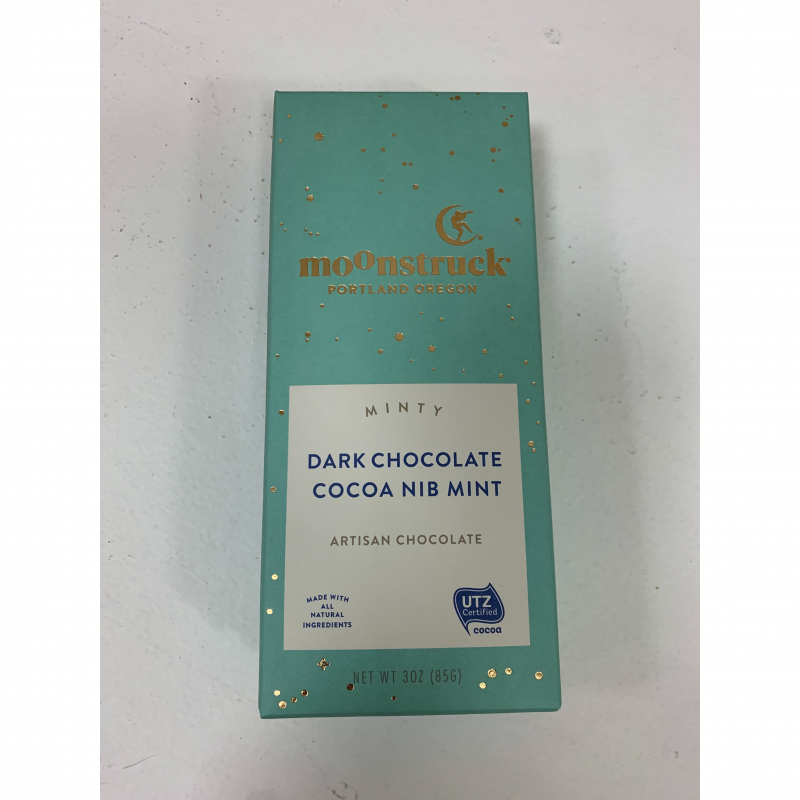 moonstruck
PORTLAND OREGON
MINTY
DARK CHOCOLATE
COCOA NIB MINT
ARTISAN CHOCOLATE
MADE WITH
ALL
NATURAL
INGREDIENTS
UTZ
Certified
cocoa
NET WT 3OZ (85G)